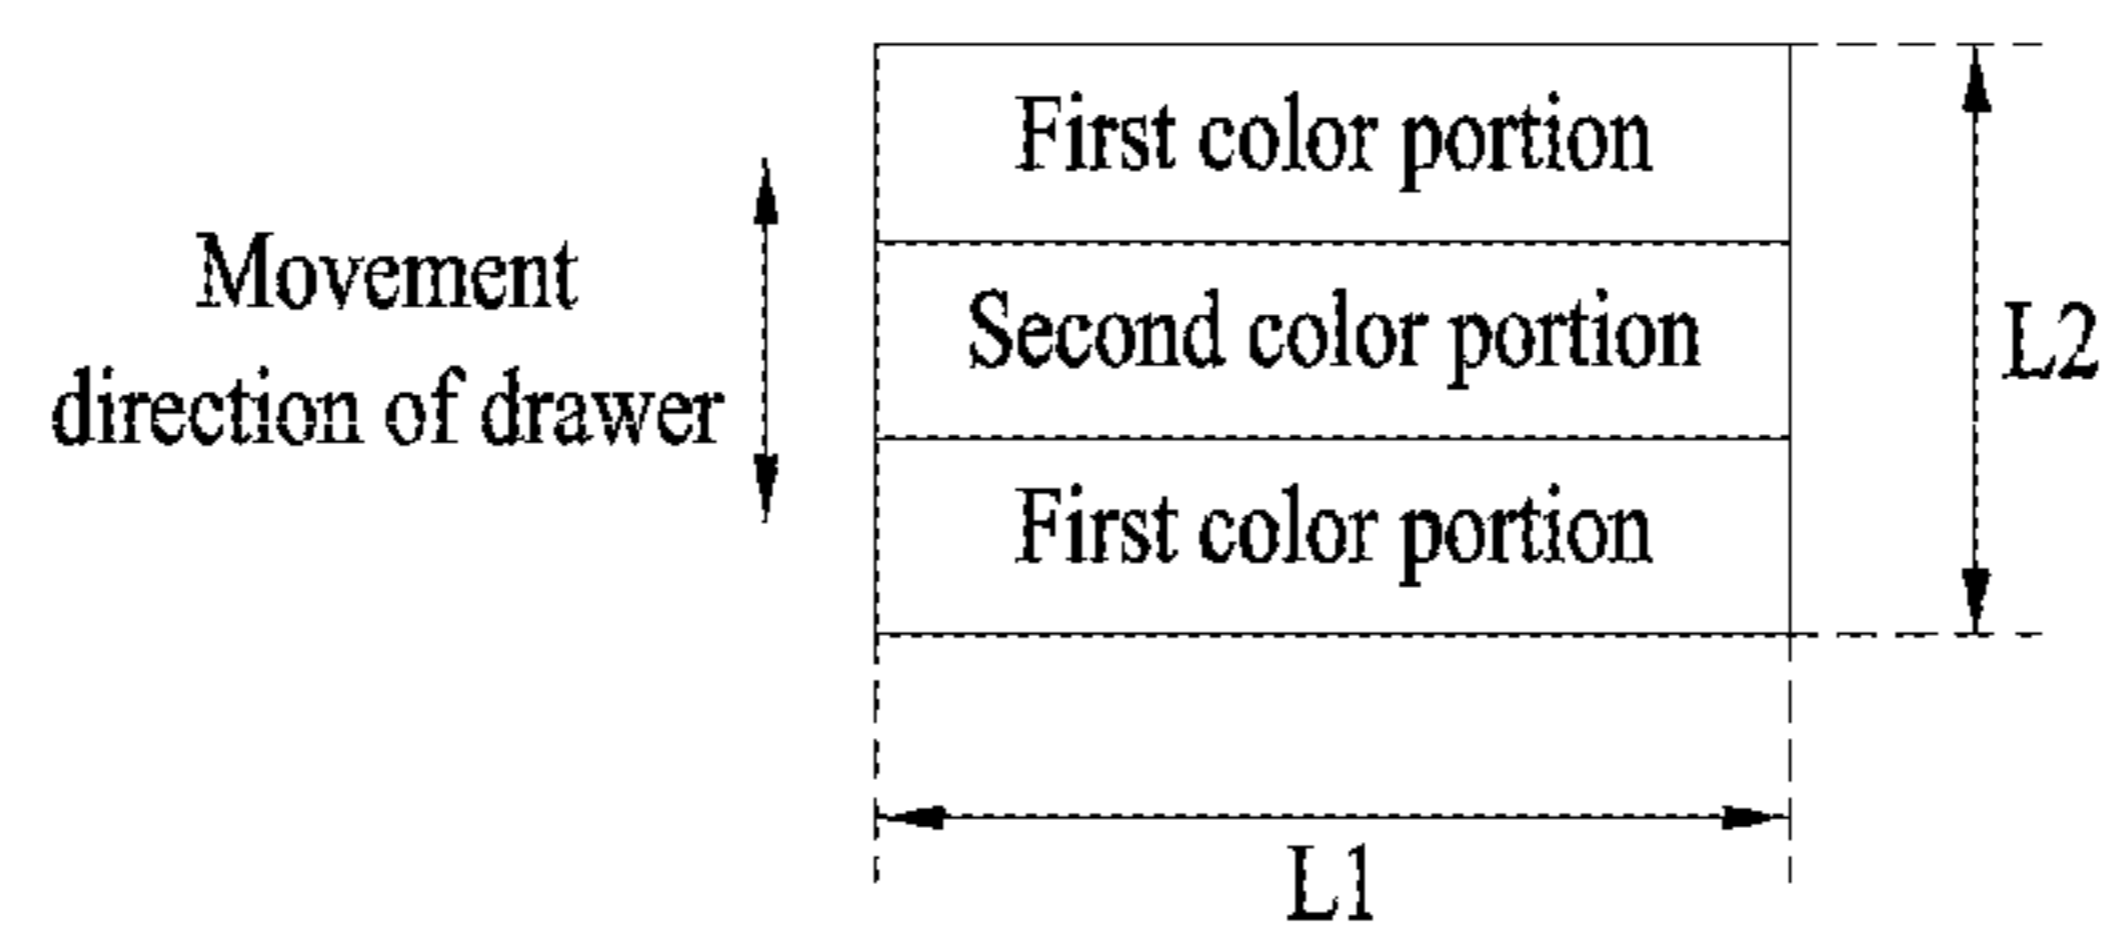 First color portion
Movement
direction of drawer
Second color portion
L2
First color portion
L1